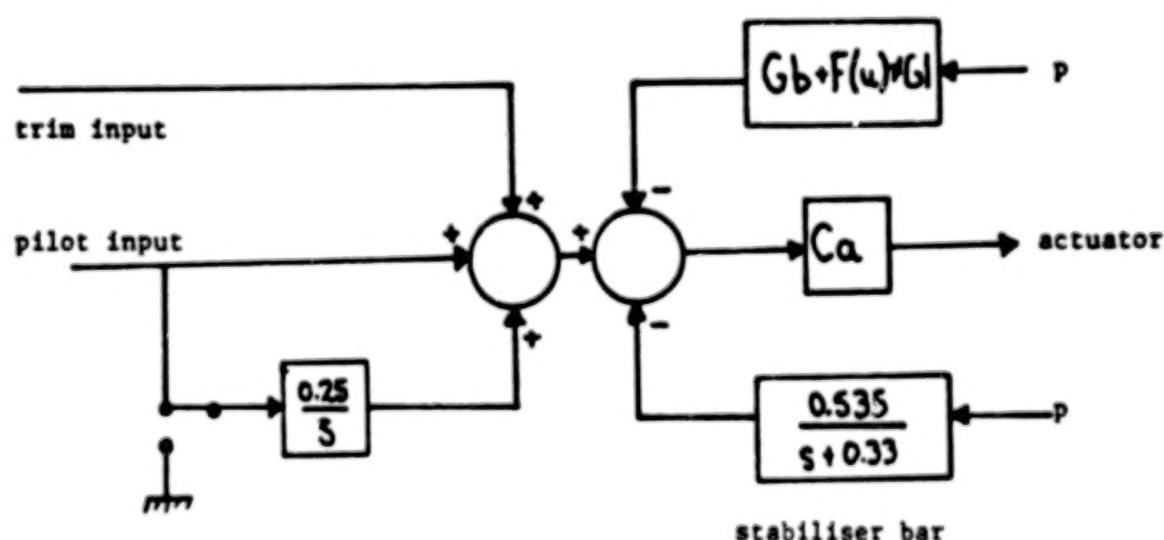 Gb+F(u)*Gl
p
trim input
+
-
pilot input
+
+
Ca
actuator
+
-
0.25
S
0.535
s+0.33
p
stabiliser bar